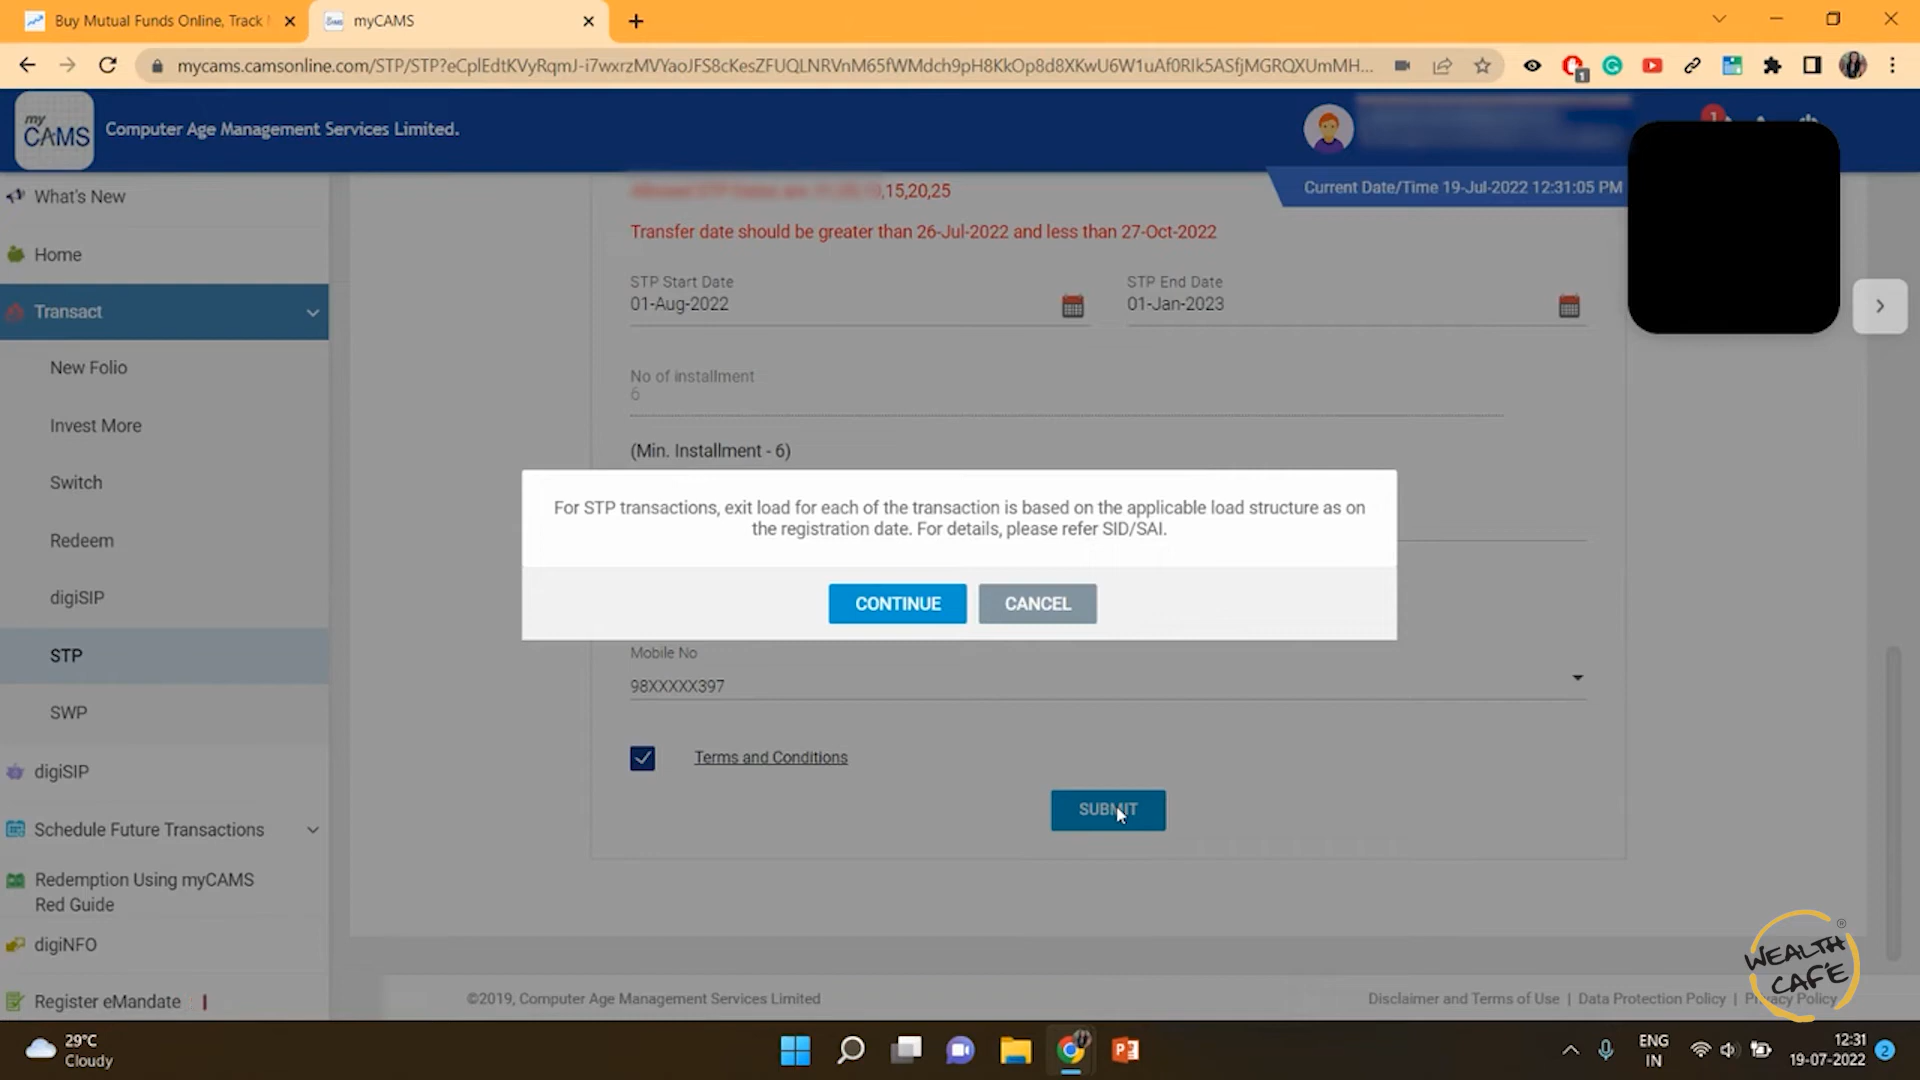 Buy Mutual Funds Online, Track
myCAMS
mycams.camsonline.com/STP/STP?eCplEdtKVyRqmJ-i7wxrzMVYaoJFS8cKesZFUQLNRVnM65fWMdch9pH8KkOp8d8XKwU6W1uAf0RIk5ASfjMGRQXUmMH...
1
my
CAMS
Computer Age Management Services Limited.
1
Current Date/Time 19-Jul-2022 12:31:05 PM
What's New
Home
Transact
New Folio
Invest More
Switch
Redeem
digiSIP
STP
SWP
digiSIP
Schedule Future Transactions
Redemption Using myCAMS
Red Guide
digiNFO
Register eMandate
,15,20,25
Transfer date should be greater than 26-Jul-2022 and less than 27-Oct-2022
STP Start Date
01-Aug-2022
STP End Date
01-Jan-2023
No of installment
6
(Min. Installment - 6)
For STP transactions, exit load for each of the transaction is based on the applicable load structure as on
the registration date. For details, please refer SID/SAI.
CONTINUE
CANCEL
Mobile No
98XXXXX397
Terms and Conditions
SUBMIT
©2019, Computer Age Management Services Limited
Disclaimer and Terms of Use | Data Protection Policy | Privacy Policy
WEALTH
CAFE
®
29°C
Cloudy
ENG
IN
12:31
19-07-2022
2